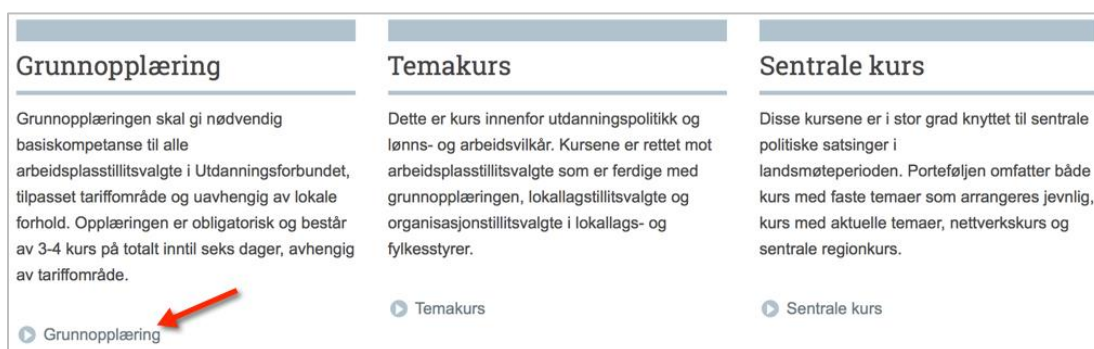 Grunnopplæring
Grunnopplæringen skal gi nødvendig
basiskompetanse til alle
arbeidsplasstillitsvalgte i Utdanningsforbundet,
tilpasset tariffområde og uavhengig av lokale
forhold. Opplæringen er obligatorisk og består
av 3-4 kurs på totalt inntil seks dager, avhengig
av tariffområde.
Grunnopplæring
Temakurs
Dette er kurs innenfor utdanningspolitikk og
lønns- og arbeidsvilkår. Kursene er rettet mot
arbeidsplasstillitsvalgte som er ferdige med
grunnopplæringen, lokallagstillitsvalgte og
organisasjonstillitsvalgte i lokallags- og
fylkesstyrer.
Temakurs
Sentrale kurs
Disse kursene er i stor grad knyttet til sentrale
politiske satsinger i
landsmøteperioden. Porteføljen omfatter både
kurs med faste temaer som arrangeres jevnlig,
kurs med aktuelle temaer, nettverkskurs og
sentrale regionkurs.
Sentrale kurs